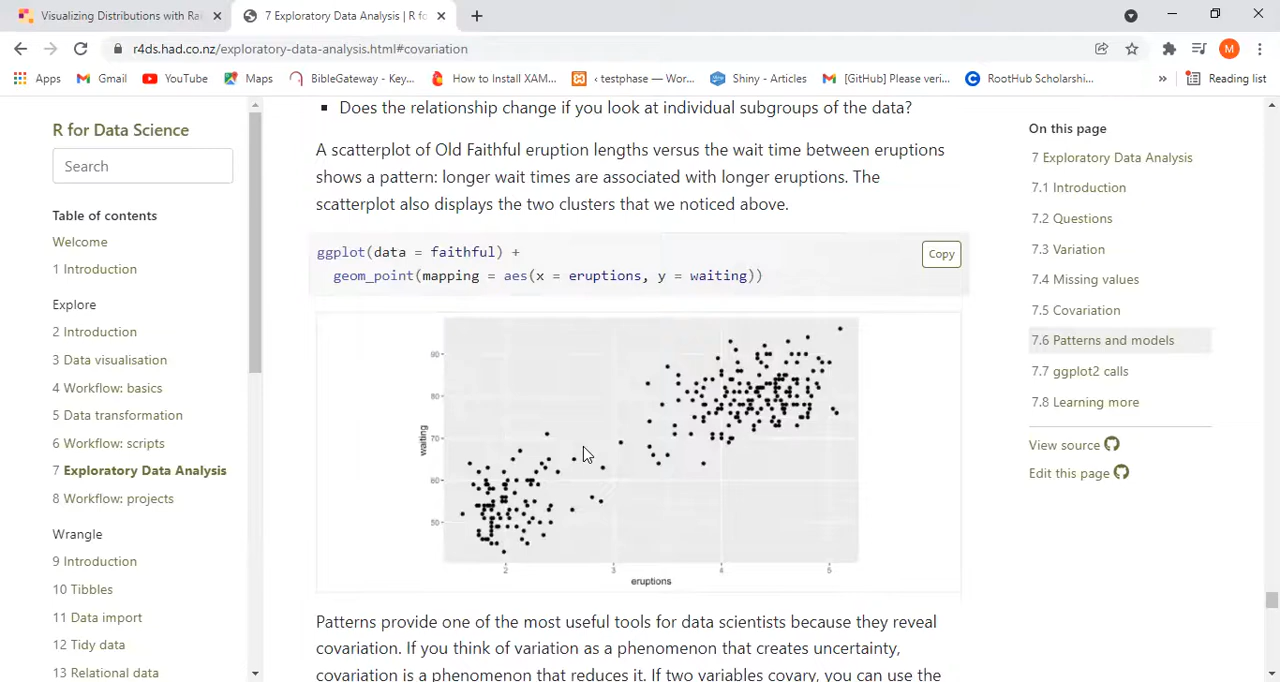 Visualizing Distributions with Rai
7 Exploratory Data Analysis | R fo
r4ds.had.co.nz/exploratory-data-analysis.html#covariation
M
Apps
Gmail
YouTube
Maps
BibleGateway - Key...
How to Install XAM...
‹ testphase — Wor...
Shiny - Articles
[GitHub] Please veri...
RootHub Scholarshi...
»
Reading list
R for Data Science
Search
Table of contents
Welcome
1 Introduction
Explore
2 Introduction
3 Data visualisation
4 Workflow: basics
5 Data transformation
6 Workflow: scripts
7 Exploratory Data Analysis
8 Workflow: projects
Wrangle
9 Introduction
10 Tibbles
11 Data import
12 Tidy data
13 Relational data
Does the relationship change if you look at individual subgroups of the data?
A scatterplot of Old Faithful eruption lengths versus the wait time between eruptions
shows a pattern: longer wait times are associated with longer eruptions. The
scatterplot also displays the two clusters that we noticed above.
ggplot(data = faithful) +
geom_point(mapping = aes(x = eruptions, y = waiting))
Copy
90
80
70
60
50
waiting
2 3 4 5
eruptions
Patterns provide one of the most useful tools for data scientists because they reveal
covariation. If you think of variation as a phenomenon that creates uncertainty,
covariation is a phenomenon that reduces it. If two variables covary, you can use the
On this page
7 Exploratory Data Analysis
7.1 Introduction
7.2 Questions
7.3 Variation
7.4 Missing values
7.5 Covariation
7.6 Patterns and models
7.7 ggplot2 calls
7.8 Learning more
View source
Edit this page